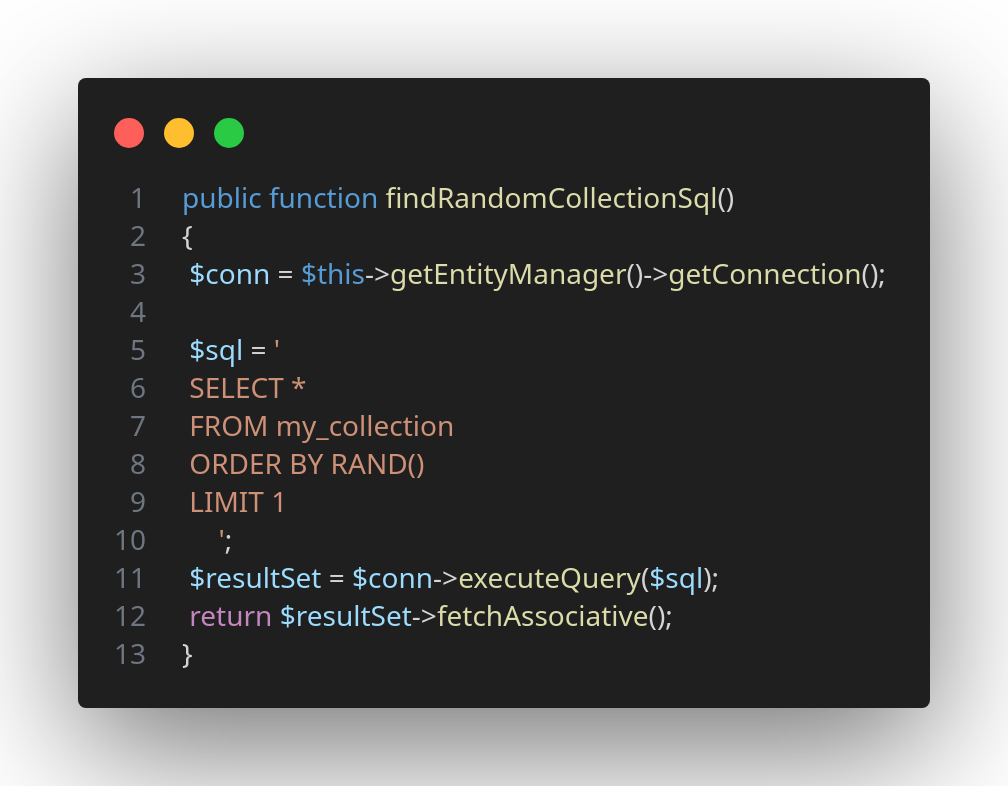 1 public function findRandomCollectionSql()
2 {
3 $conn = $this->getEntityManager()->getConnection();
4
5 $sql = '
6 SELECT *
7 FROM my_collection
8 ORDER BY RAND()
9 LIMIT 1
10 ';
11 $resultSet = $conn->executeQuery($sql);
12 return $resultSet->fetchAssociative();
13 }